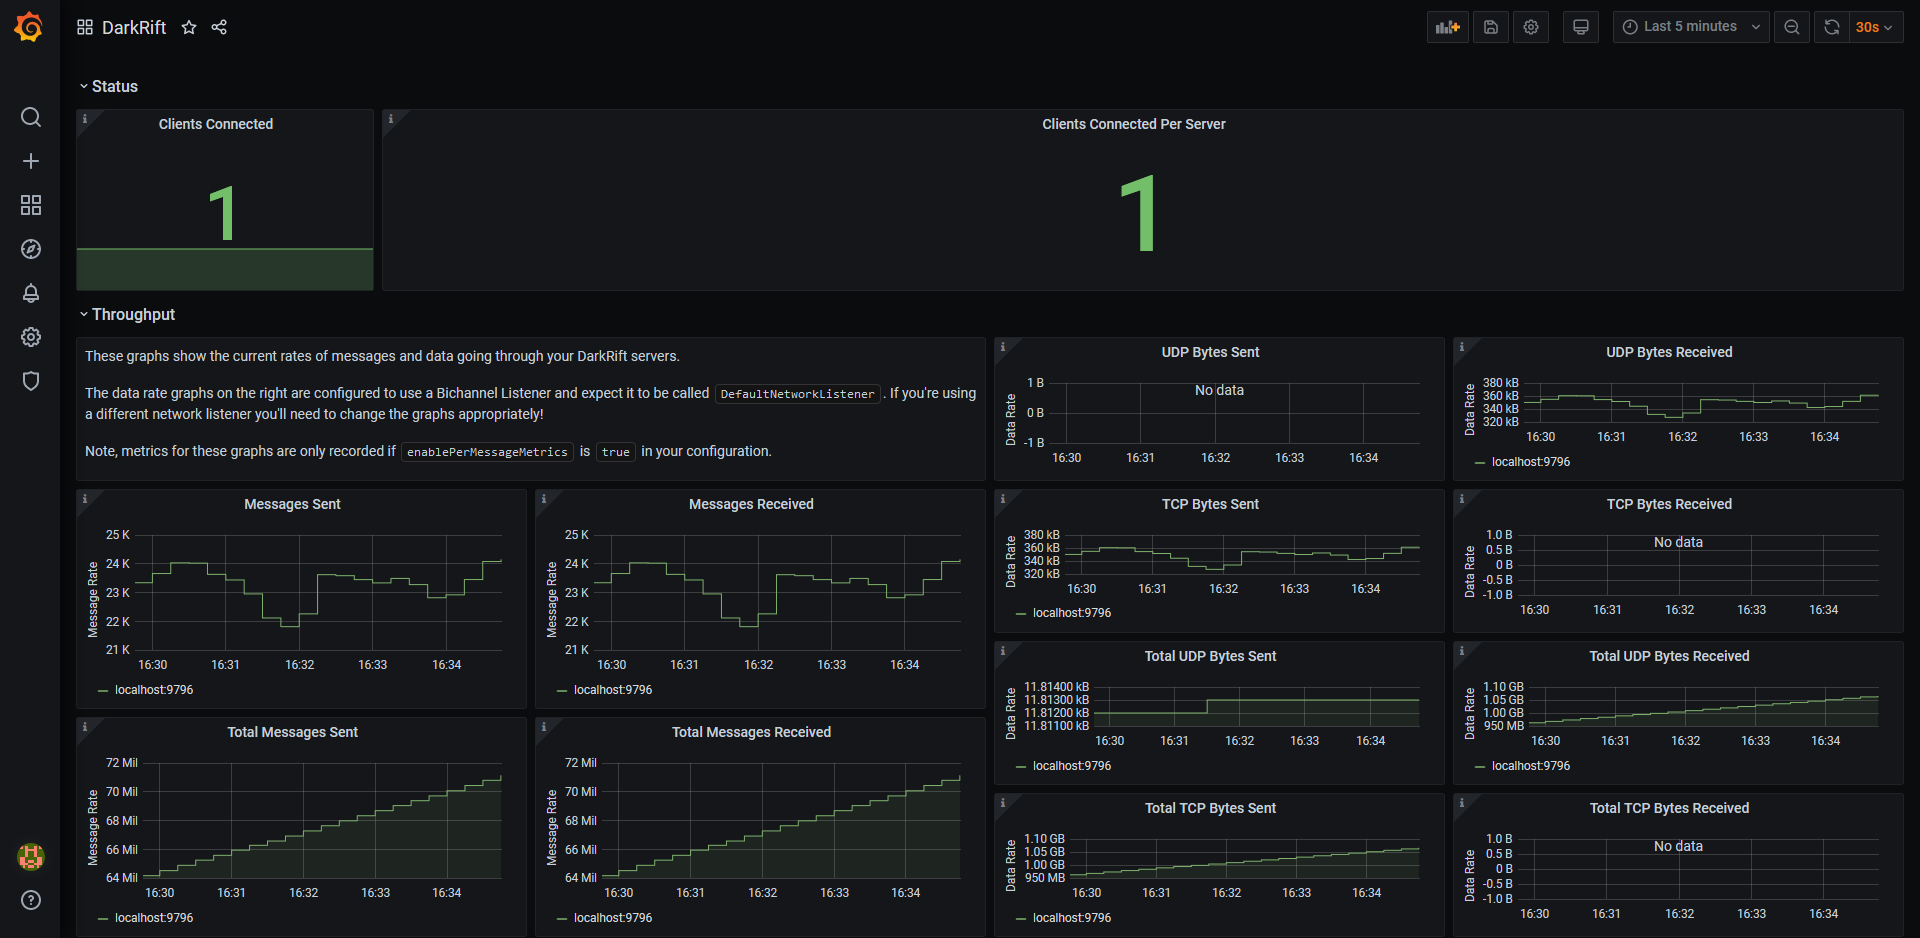 DarkRift
Last 5 minutes
30s
Status
Clients Connected
1
Clients Connected Per Server
1
Throughput
These graphs show the current rates of messages and data going through your DarkRift servers.
The data rate graphs on the right are configured to use a Bichannel Listener and expect it to be called DefaultNetworkListener . If you're using
a different network listener you'll need to change the graphs appropriately!
Note, metrics for these graphs are only recorded if enablePerMessageMetrics is true in your configuration.
UDP Bytes Sent
Data Rate
1 B
0 B
-1 B
No data
16:30 16:31 16:32 16:33 16:34
UDP Bytes Received
Data Rate
380 kB
360 kB
340 kB
320 kB
16:30 16:31 16:32 16:33 16:34
localhost:9796
Messages Sent
Message Rate
25 K
24 K
23 K
22 K
21 K
16:30 16:31 16:32 16:33 16:34
localhost:9796
Messages Received
Message Rate
25 K
24 K
23 K
22 K
21 K
16:30 16:31 16:32 16:33 16:34
localhost:9796
TCP Bytes Sent
Data Rate
380 kB
360 kB
340 kB
320 kB
16:30 16:31 16:32 16:33 16:34
localhost:9796
TCP Bytes Received
Data Rate
1.0 B
0.5 B
0 B
-0.5 B
-1.0 B
No data
16:30 16:31 16:32 16:33 16:34
Total UDP Bytes Sent
Data Rate
11.81400 kB
11.81300 kB
11.81200 kB
11.81100 kB
16:30 16:31 16:32 16:33 16:34
localhost:9796
Total UDP Bytes Received
Data Rate
1.10 GB
1.05 GB
1.00 GB
950 MB
16:30 16:31 16:32 16:33 16:34
localhost:9796
Total Messages Sent
Message Rate
72 Mil
70 Mil
68 Mil
66 Mil
64 Mil
16:30 16:31 16:32 16:33 16:34
localhost:9796
Total Messages Received
Message Rate
72 Mil
70 Mil
68 Mil
66 Mil
64 Mil
16:30 16:31 16:32 16:33 16:34
localhost:9796
Total TCP Bytes Sent
Data Rate
1.10 GB
1.05 GB
1.00 GB
950 MB
16:30 16:31 16:32 16:33 16:34
localhost:9796
Total TCP Bytes Received
Data Rate
1.0 B
0.5 B
0 B
-0.5 B
-1.0 B
No data
16:30 16:31 16:32 16:33 16:34